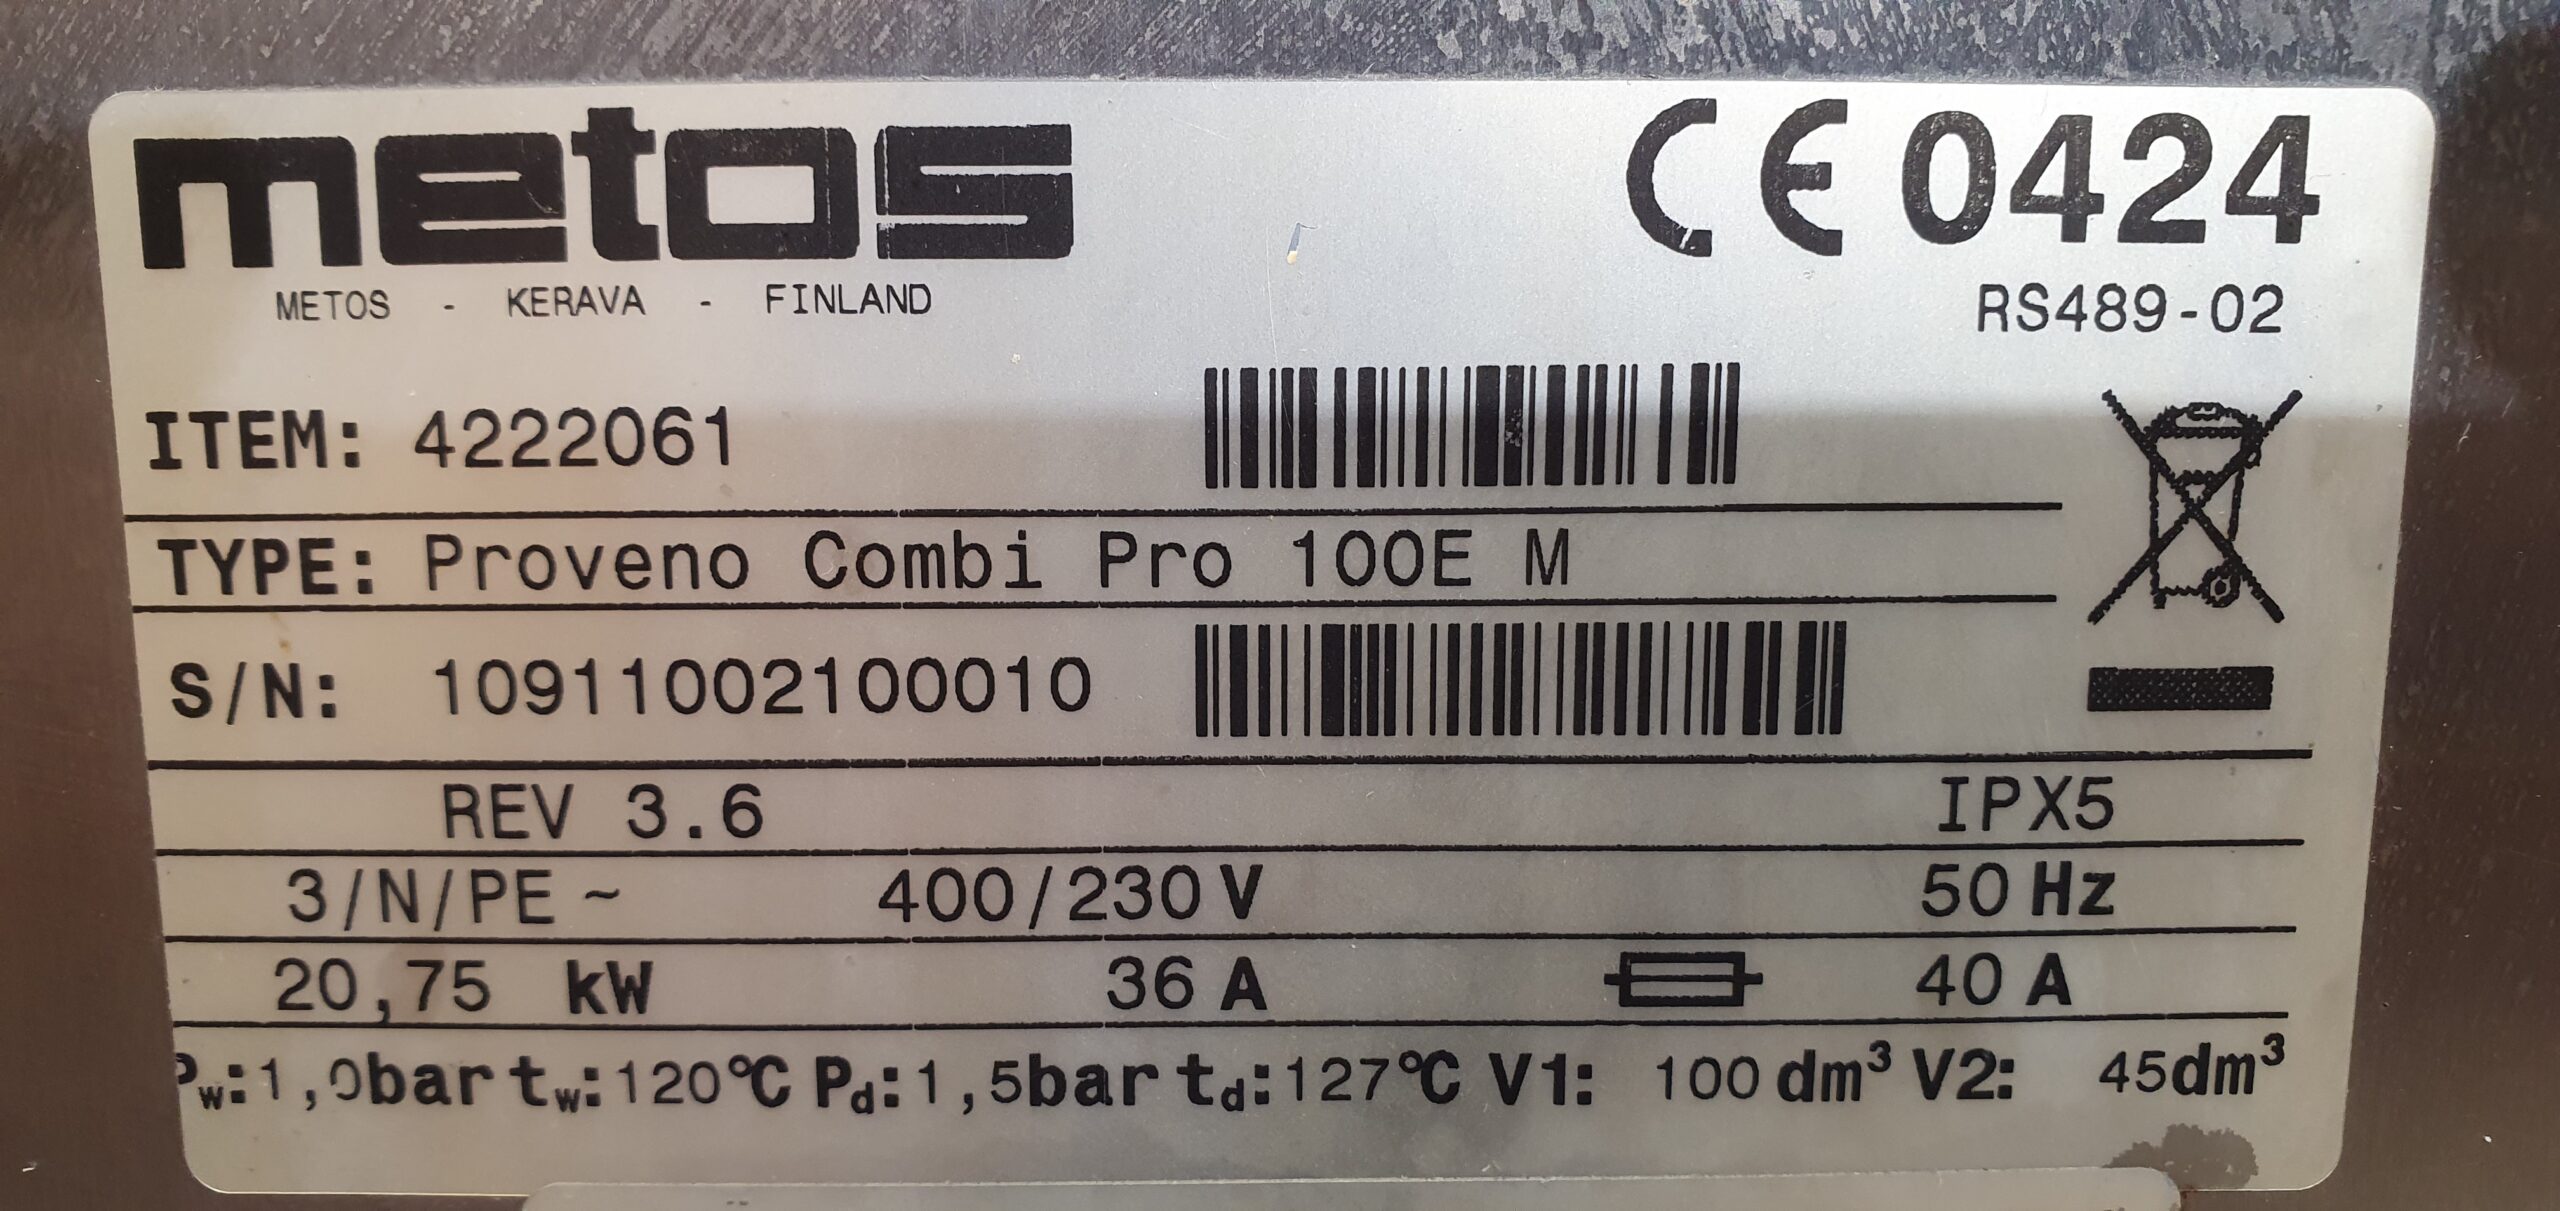 metos
CE 0424
METOS - KERAVA - FINLAND
RS489-02
ITEM: 4222061
TYPE: Proveno Combi Pro 100E M
S/N: 10911002100010
REV 3.6 IPX5
3/N/PE ~ 400/230 V 50 Hz
20,75 kW 36 A 40 A
Pw:1,0bar tw:120°C Pd:1,5bar td:127°C V1: 100 dm³ V2: 45dm³